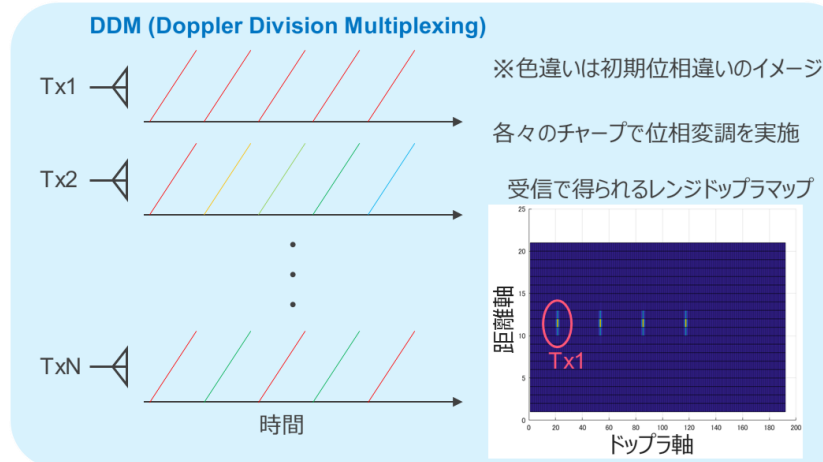 DDM (Doppler Division Multiplexing)
Tx1
※色違いは初期位相違いのイメージ
各々のチャープで位相変調を実施
Tx2
受信で得られるレンジドップラマップ
TxN
時間
25
20
15
10
5
0
距離軸
Tx1
0 20 40 60 80 100 120 140 160 180 200
ドップラ軸